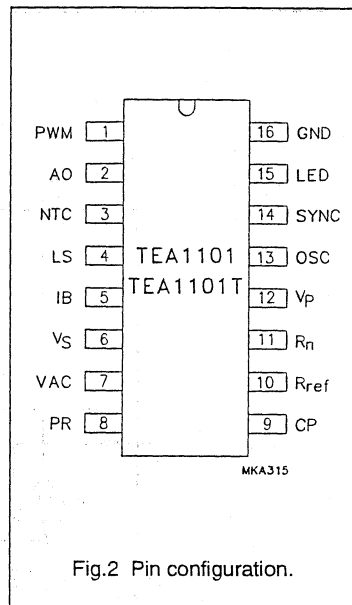 PWM 1 16 GND
AO 2 15 LED
NTC 3 14 SYNC
LS 4 TEA1101 13 OSC
TEA1101T
IB 5 12 VP
VS 6 11 Rn
VAC 7 10 Rref
PR 8 9 CP
MKA315
Fig.2 Pin configuration.